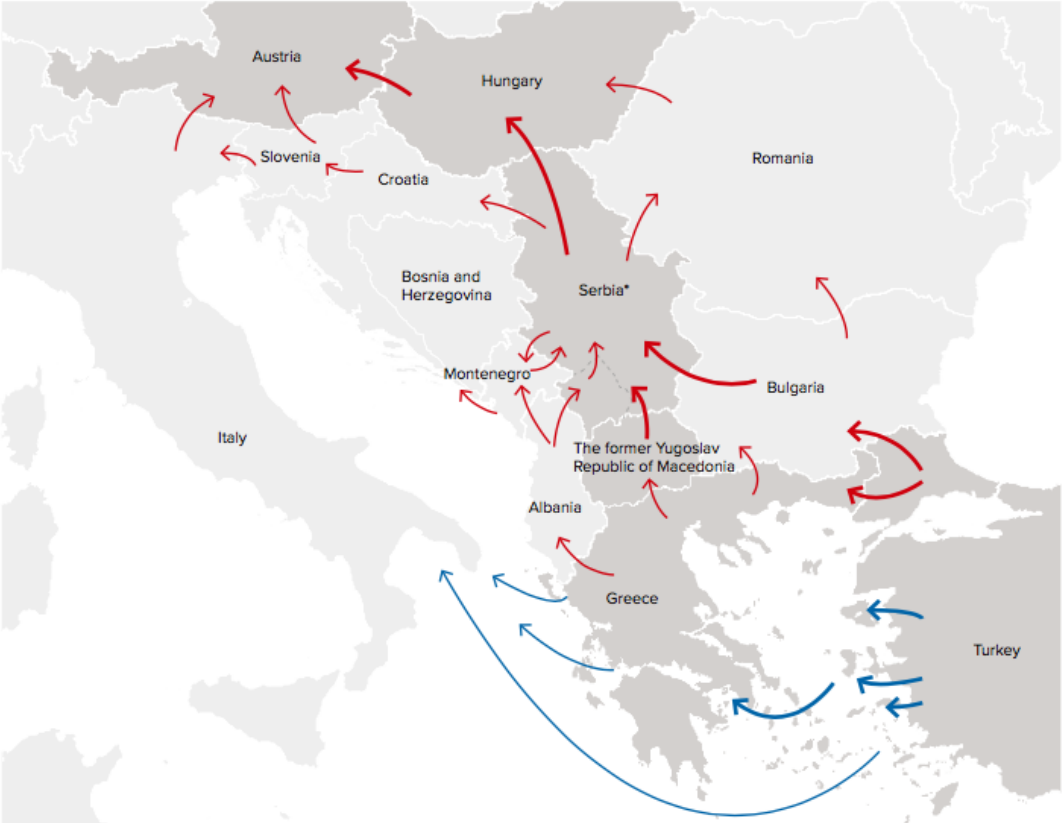 Austria
Hungary
Slovenia
Romania
Croatia
Bosnia and
Herzegovina
Serbia*
Montenegro
Bulgaria
Italy
The former Yugoslav
Republic of Macedonia
Albania
Greece
Turkey